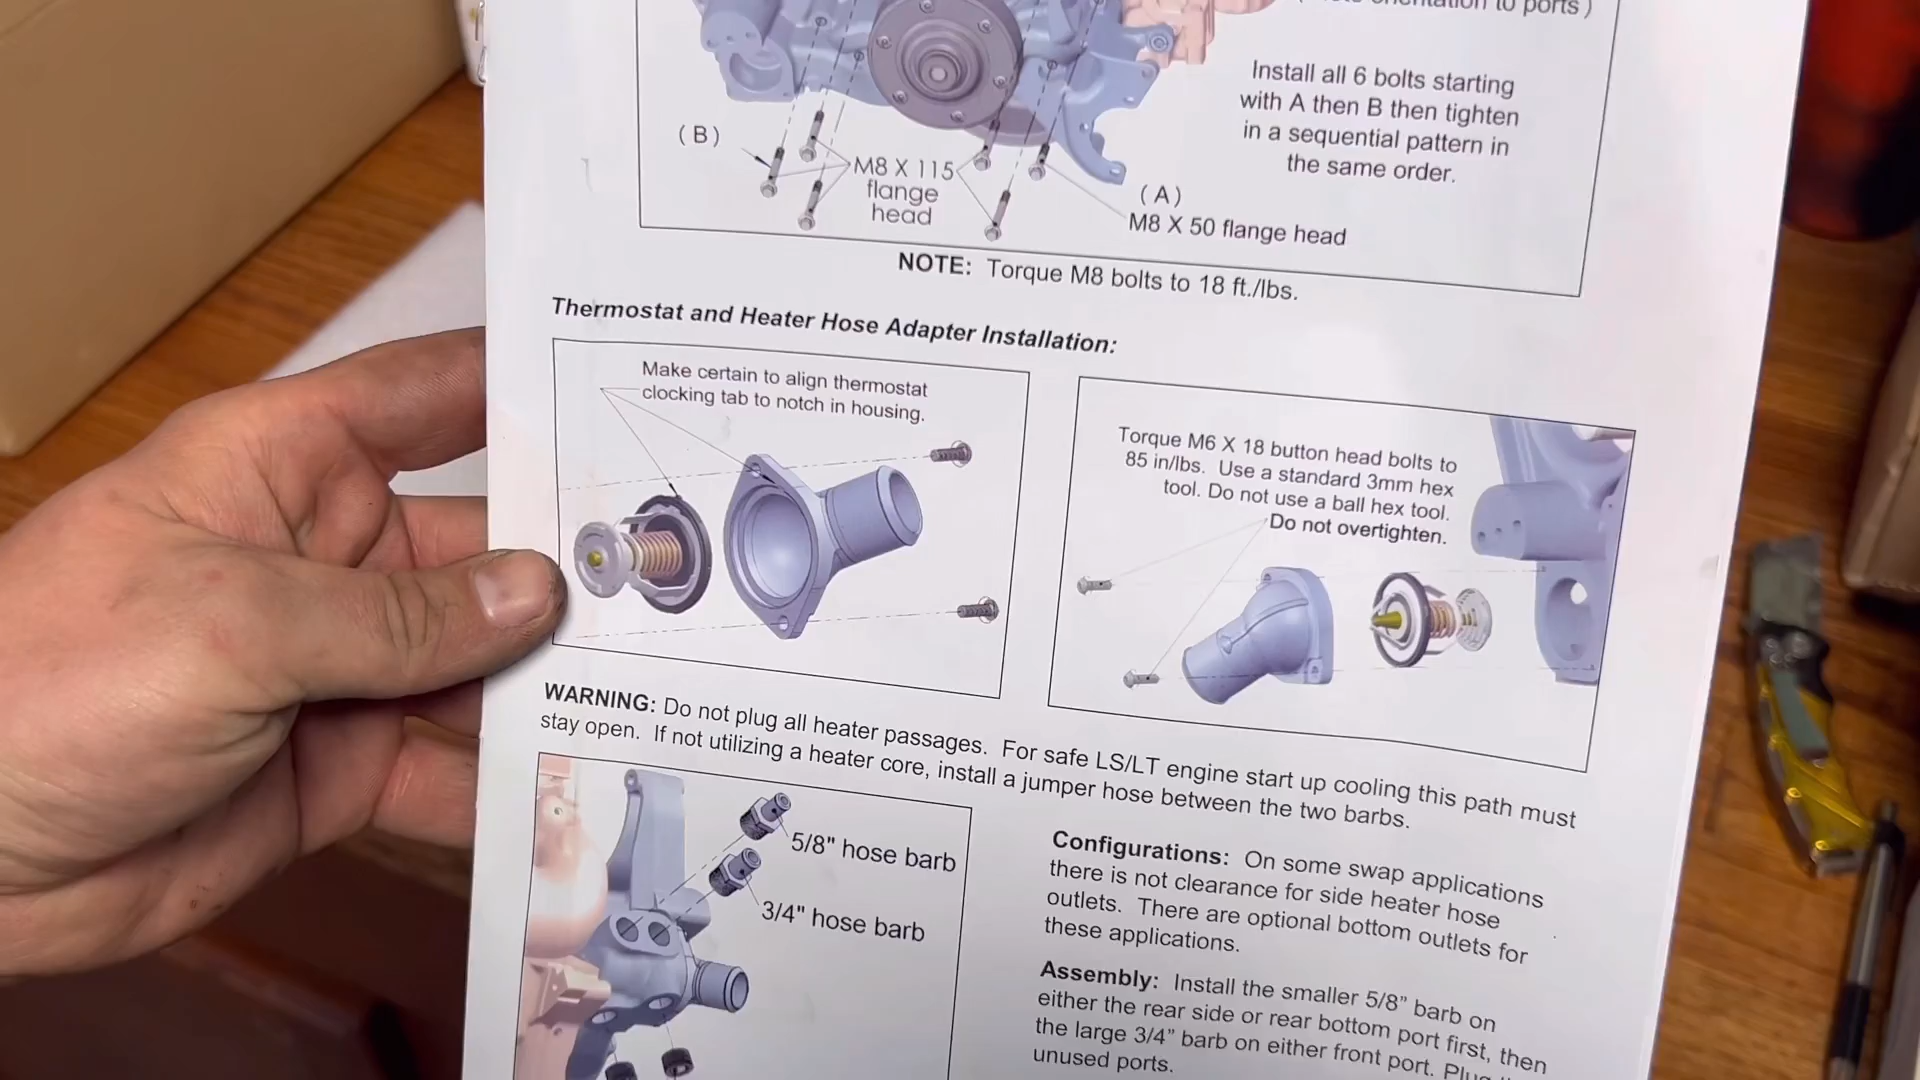 to ports )
Install all 6 bolts starting
with A then B then tighten
in a sequential pattern in
the same order.
( B )
M8 X 115
flange
head
( A )
M8 X 50 flange head
NOTE: Torque M8 bolts to 18 ft./lbs.
Thermostat and Heater Hose Adapter Installation:
Make certain to align thermostat
clocking tab to notch in housing.
Torque M6 X 18 button head bolts to
85 in/lbs. Use a standard 3mm hex
tool. Do not use a ball hex tool.
Do not overtighten.
WARNING: Do not plug all heater passages. For safe LS/LT engine start up cooling this path must
stay open. If not utilizing a heater core, install a jumper hose between the two barbs.
5/8" hose barb
3/4" hose barb
Configurations: On some swap applications
there is not clearance for side heater hose
outlets. There are optional bottom outlets for
these applications.
Assembly: Install the smaller 5/8" barb on
either the rear side or rear bottom port first, then
the large 3/4" barb on either front port.
unused ports.